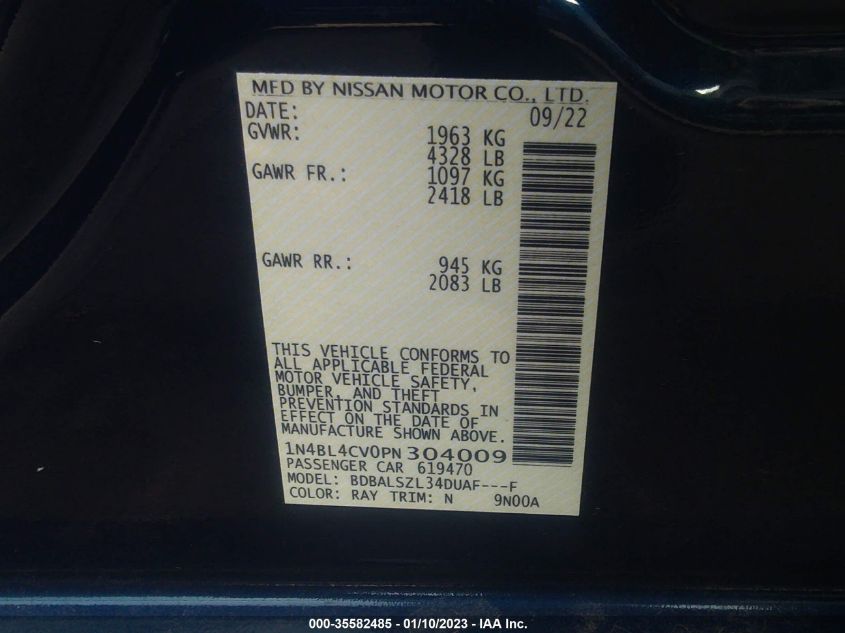 MFD BY NISSAN MOTOR CO., LTD.
DATE: 09/22
GVWR: 1963 KG
4328 LB
GAWR FR.: 1097 KG
2418 LB
GAWR RR.: 945 KG
2083 LB
THIS VEHICLE CONFORMS TO
ALL APPLICABLE FEDERAL
MOTOR VEHICLE SAFETY,
BUMPER, AND THEFT
PREVENTION STANDARDS IN
EFFECT ON THE DATE OF
MANUFACTURE SHOWN ABOVE.
1N4BL4CV0PN304009
PASSENGER CAR 619470
MODEL: BDBALSZL34DUAF---F
COLOR: RAY TRIM: N 9N00A
000-35582485 - 01/10/2023 - IAA Inc.